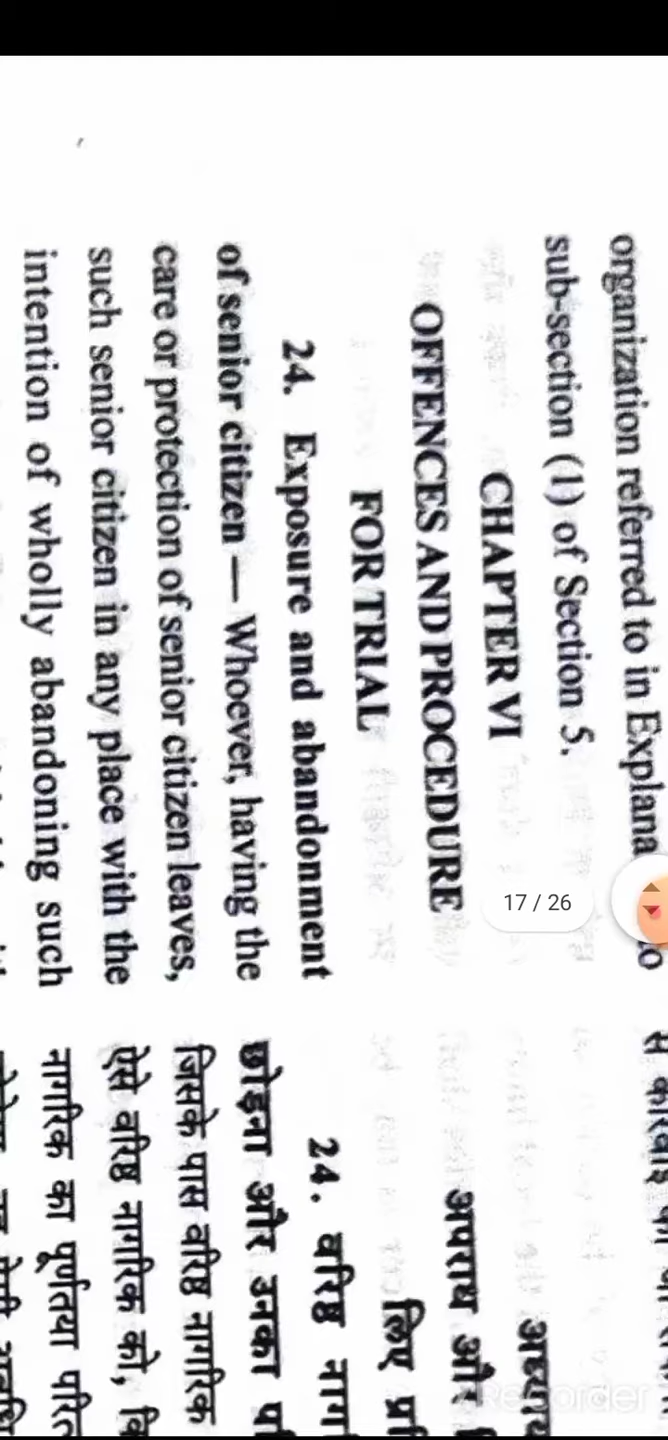 organization referred to in Explana
sub-section (1) of Section 5.
CHAPTER VI
OFFENCES AND PROCEDURE
FOR TRIAL
24. Exposure and abandonment
of senior citizen — Whoever, having the
care or protection of senior citizen leaves,
such senior citizen in any place with the
intention of wholly abandoning such
अध्याय
अपराध और
लिए
24. वरिष्ठ
छोड़ना और उनका
जिसके पास वरिष्ठ नागरिक
ऐसे वरिष्ठ नागरिक को,
नागरिक का पूर्णतया
17 / 26
Recorder